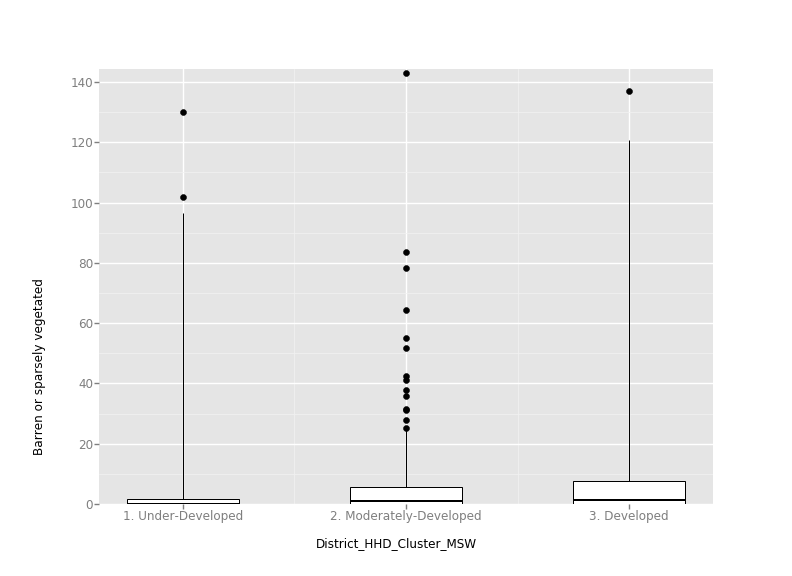 140
120
100
80
60
40
20
0
Barren or sparsely vegetated
1. Under-Developed
2. Moderately-Developed
3. Developed
District_HHD_Cluster_MSW